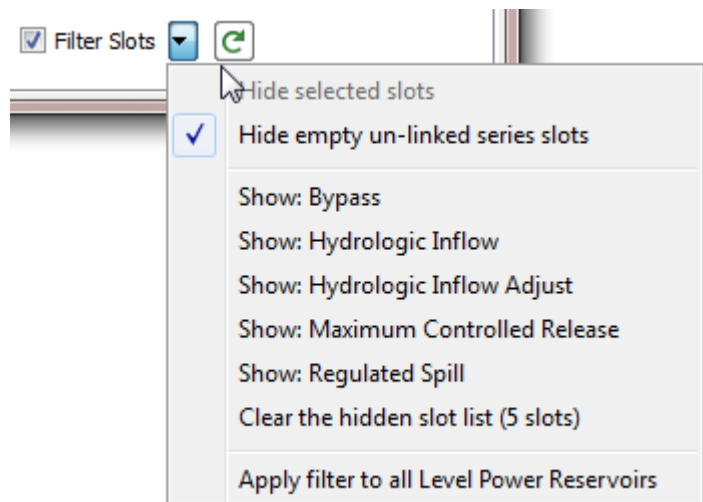 Filter Slots
Hide selected slots
Hide empty un-linked series slots
Show: Bypass
Show: Hydrologic Inflow
Show: Hydrologic Inflow Adjust
Show: Maximum Controlled Release
Show: Regulated Spill
Clear the hidden slot list (5 slots)
Apply filter to all Level Power Reservoirs